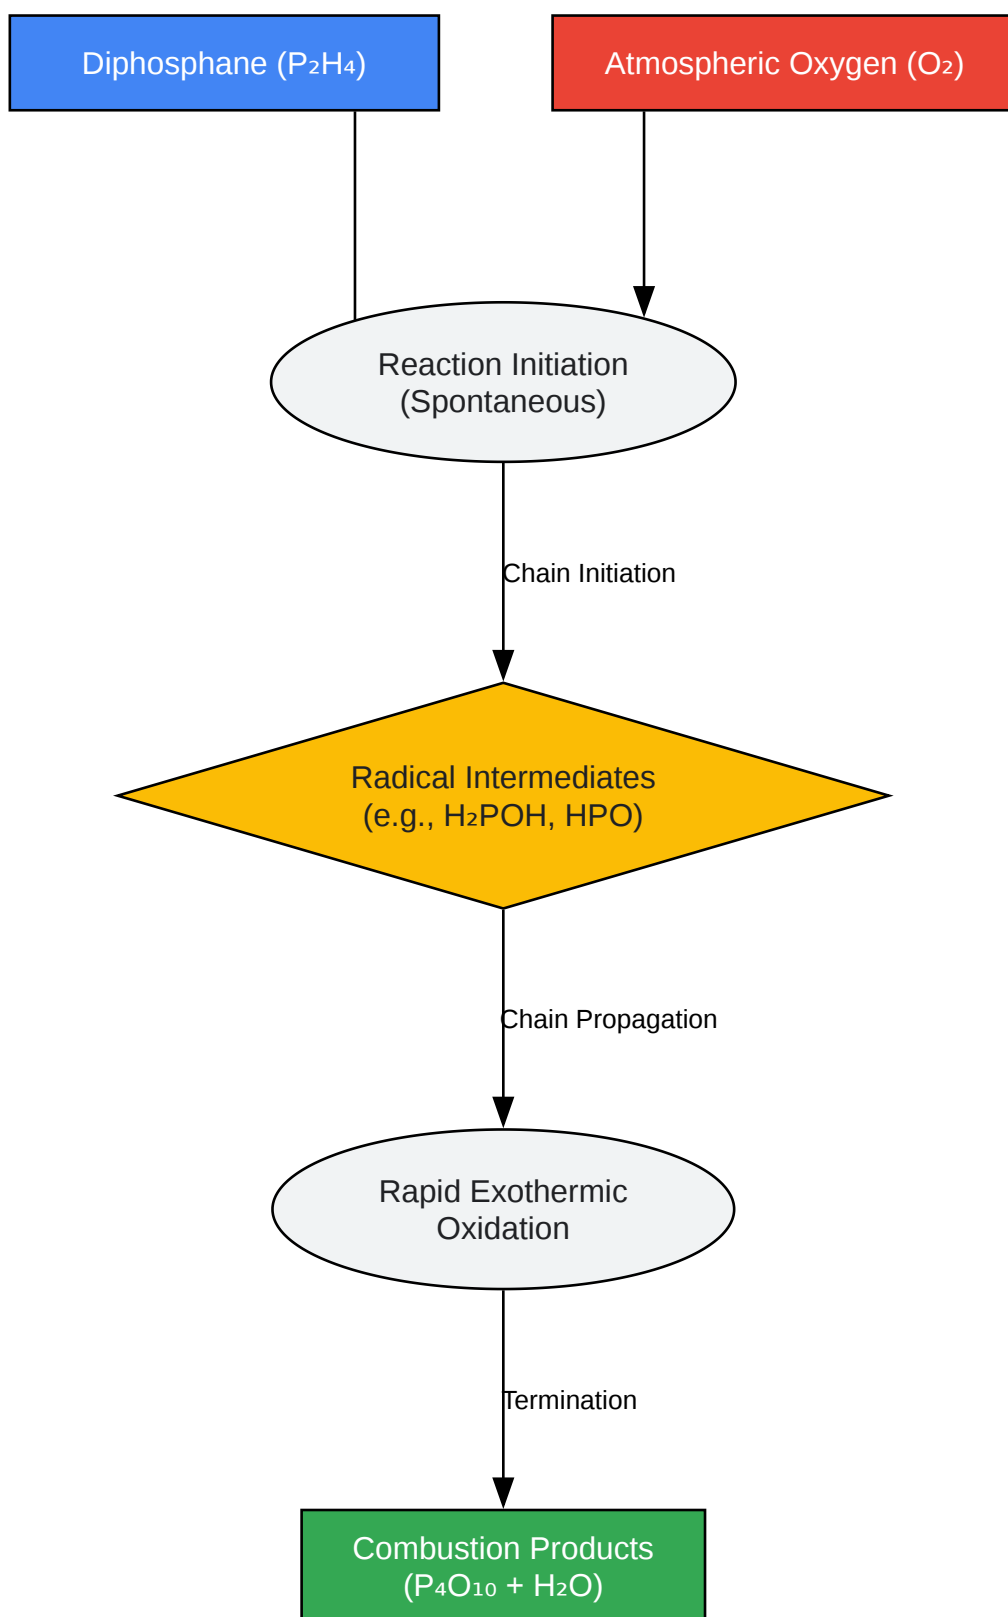 Diphosphane (P₂H₄)
Atmospheric Oxygen (O₂)
Reaction Initiation
(Spontaneous)
Chain Initiation
Radical Intermediates
(e.g., H₂POH, HPO)
Chain Propagation
Rapid Exothermic
Oxidation
Termination
Combustion Products
(P₄O₁₀ + H₂O)